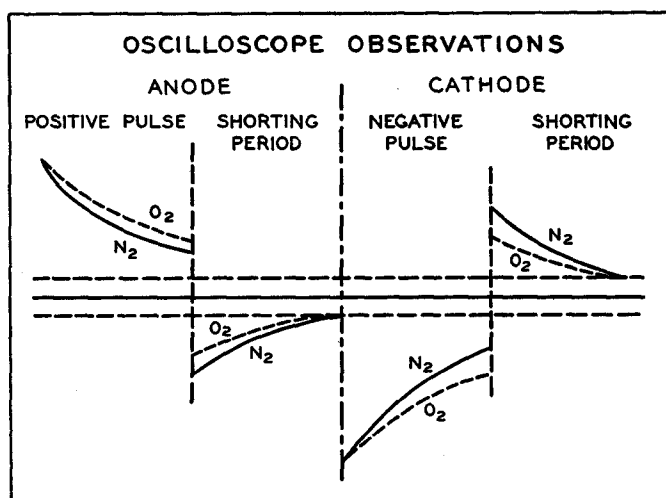 OSCILLOSCOPE OBSERVATIONS
ANODE
CATHODE
POSITIVE PULSE
SHORTING PERIOD
NEGATIVE PULSE
SHORTING PERIOD
O₂
N₂
O₂
N₂
N₂
O₂
N₂
O₂